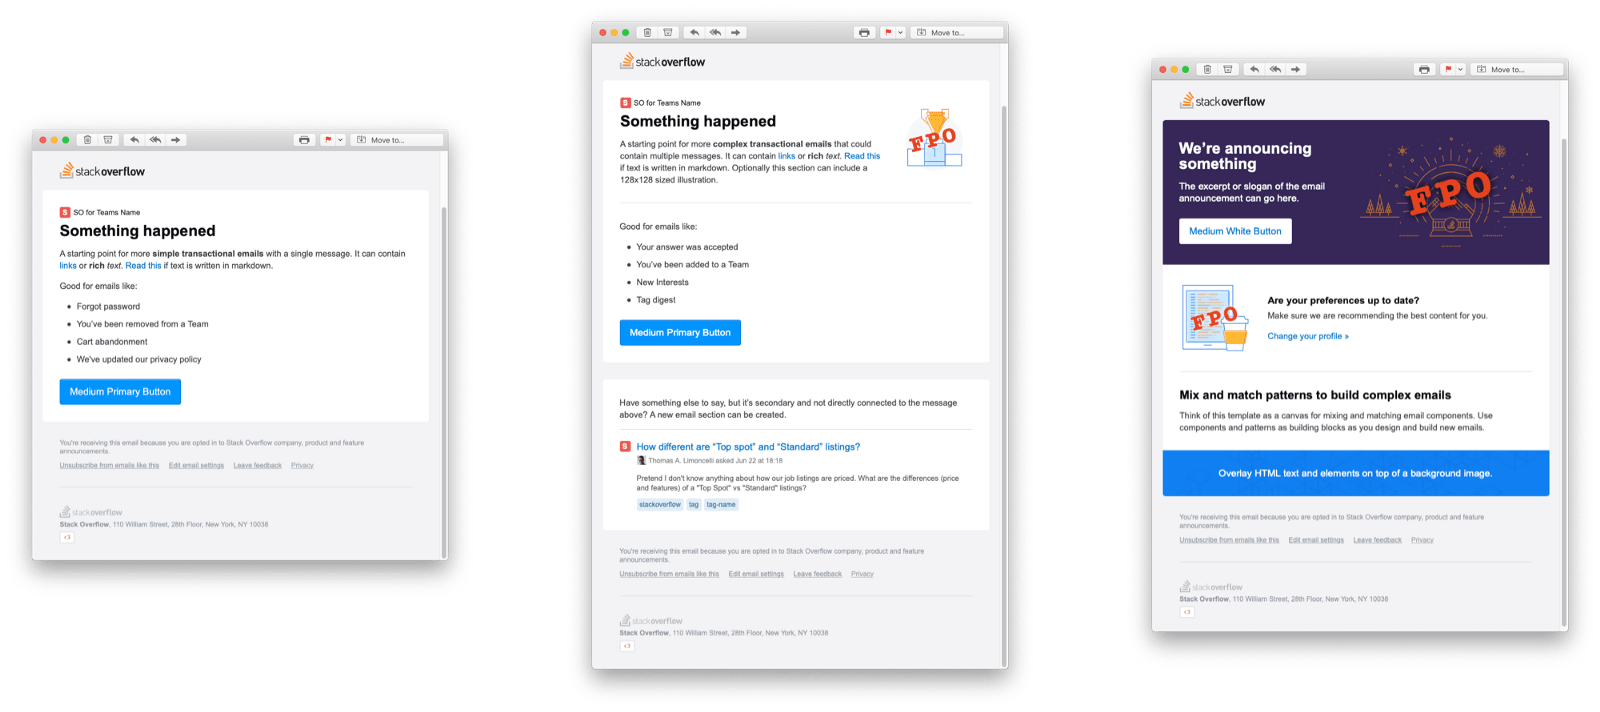 Move to...
stackoverflow
S SO for Teams Name
Something happened
A starting point for more simple transactional emails with a single message. It can contain
links or rich text. Read this if text is written in markdown.
Good for emails like:
• Forgot password
• You've been removed from a Team
• Cart abandonment
• We've updated our privacy policy
Medium Primary Button
You're receiving this email because you are opted in to Stack Overflow company, product and feature
announcements.
Unsubscribe from emails like this Edit email settings Leave feedback Privacy
stackoverflow
Stack Overflow, 110 William Street, 28th Floor, New York, NY 10038
<3
Move to...
stackoverflow
S SO for Teams Name
Something happened
A starting point for more complex transactional emails that could
contain multiple messages. It can contain links or rich text. Read this
if text is written in markdown. Optionally this section can include a
128x128 sized illustration.
FPO
1
Good for emails like:
• Your answer was accepted
• You've been added to a Team
• New Interests
• Tag digest
Medium Primary Button
Have something else to say, but it's secondary and not directly connected to the message
above? A new email section can be created.
S How different are "Top spot" and "Standard" listings?
Thomas A. Limoncelli asked Jun 22 at 18:18
Pretend I don't know anything about how our job listings are priced. What are the differences (price
and features) of a "Top Spot" vs "Standard" listings?
stackoverflow tag tag-name
You're receiving this email because you are opted in to Stack Overflow company, product and feature
announcements.
Unsubscribe from emails like this Edit email settings Leave feedback Privacy
stackoverflow
Stack Overflow, 110 William Street, 28th Floor, New York, NY 10038
<3
Move to...
stackoverflow
We're announcing
something
The excerpt or slogan of the email
announcement can go here.
Medium White Button
FPO
FPO
Are your preferences up to date?
Make sure we are recommending the best content for you.
Change your profile »
Mix and match patterns to build complex emails
Think of this template as a canvas for mixing and matching email components. Use
components and patterns as building blocks as you design and build new emails.
Overlay HTML text and elements on top of a background image.
You're receiving this email because you are opted in to Stack Overflow company, product and feature
announcements.
Unsubscribe from emails like this Edit email settings Leave feedback Privacy
stackoverflow
Stack Overflow, 110 William Street, 28th Floor, New York, NY 10038
<3